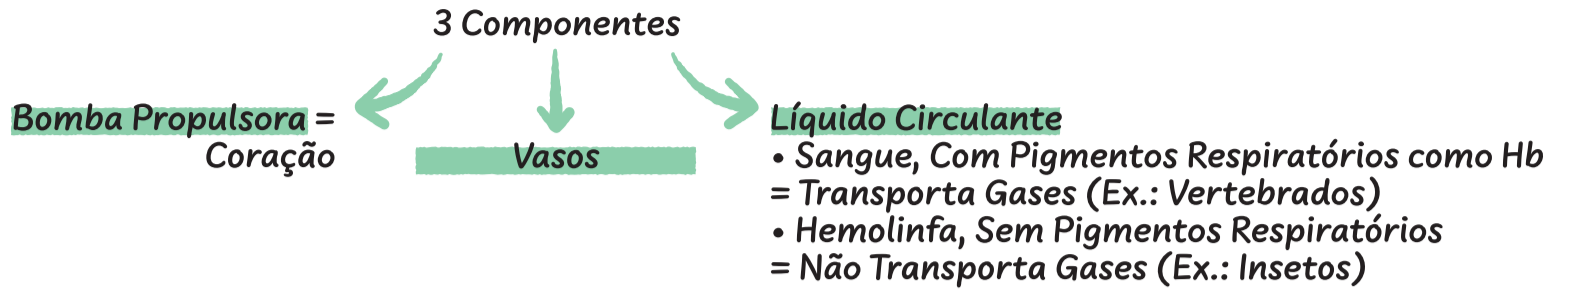 3 Componentes
Bomba Propulsora =
Coração
Vasos
Líquido Circulante
• Sangue, Com Pigmentos Respiratórios como Hb
= Transporta Gases (Ex.: Vertebrados)
• Hemolinfa, Sem Pigmentos Respiratórios
= Não Transporta Gases (Ex.: Insetos)